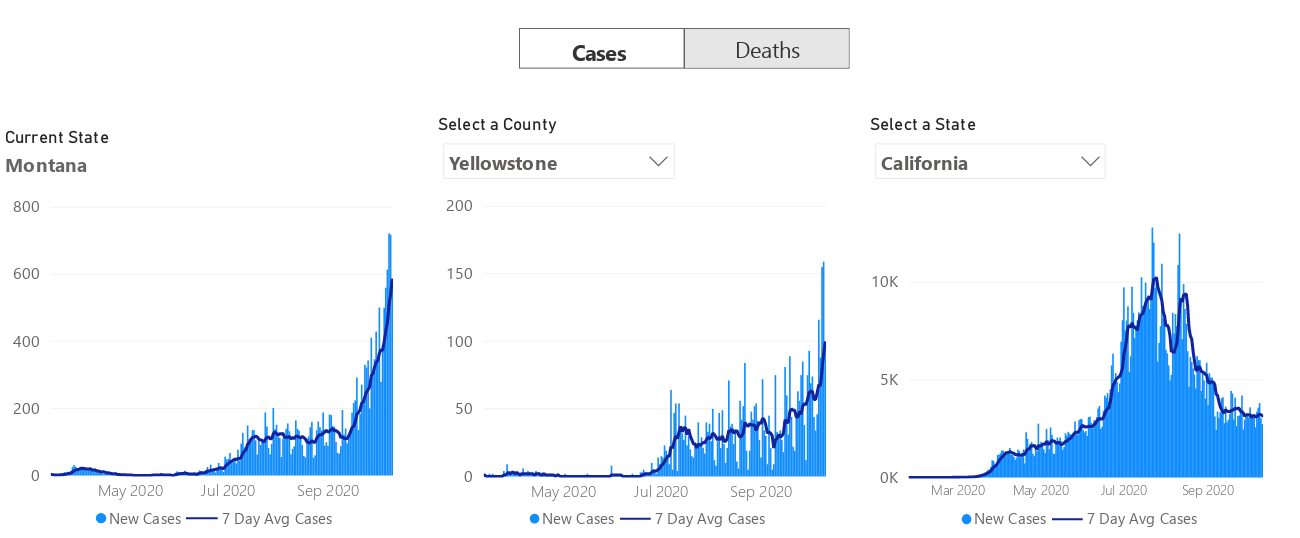 Cases Deaths
Current State
Montana
Select a County
Yellowstone
Select a State
California
800
600
400
200
0
May 2020 Jul 2020 Sep 2020
New Cases 7 Day Avg Cases
200
150
100
50
0
May 2020 Jul 2020 Sep 2020
New Cases 7 Day Avg Cases
10K
5K
0K
Mar 2020 May 2020 Jul 2020 Sep 2020
New Cases 7 Day Avg Cases